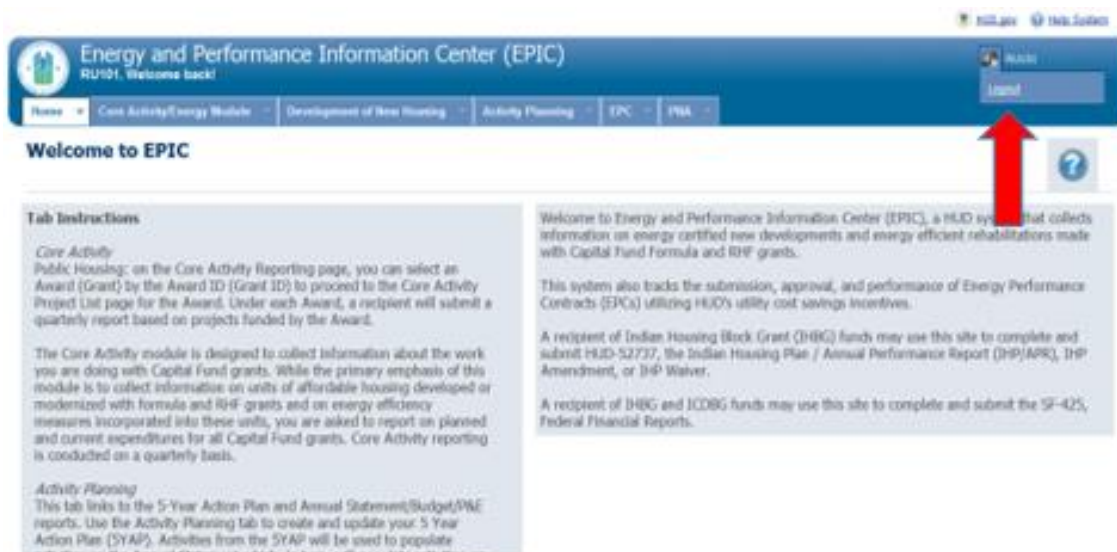 HUD.gov Help System
Energy and Performance Information Center (EPIC)
RU101, Welcome back!
Logout
Home Core Activity/Energy Module Development of New Housing Activity Planning EPC PNA
Welcome to EPIC
?
Tab Instructions
Core Activity
Public Housing: on the Core Activity Reporting page, you can select an
Award (Grant) by the Award ID (Grant ID) to proceed to the Core Activity
Project List page for the Award. Under each Award, a recipient will submit a
quarterly report based on projects funded by the Award.
The Core Activity module is designed to collect information about the work
you are doing with Capital Fund grants. While the primary emphasis of this
module is to collect information on units of affordable housing developed or
modernized with formula and RHF grants and on energy efficiency
measures incorporated into these units, you are asked to report on planned
and current expenditures for all Capital Fund grants. Core Activity reporting
is conducted on a quarterly basis.
Activity Planning
This tab links to the 5-Year Action Plan and Annual Statement/Budget/P&E
reports. Use the Activity Planning tab to create and update your 5 Year
Action Plan (5YAP). Activities from the 5YAP will be used to populate
Welcome to Energy and Performance Information Center (EPIC), a HUD that collects
information on energy certified new developments and energy efficient rehabilitations made
with Capital Fund Formula and RHF grants.
This system also tracks the submission, approval, and performance of Energy Performance
Contracts (EPCs) utilizing HUD's utility cost savings incentives.
A recipient of Indian Housing Block Grant (IHBG) funds may use this site to complete and
submit HUD-52737, the Indian Housing Plan / Annual Performance Report (IHP/APR), IHP
Amendment, or IHP Waiver.
A recipient of IHBG and ICDBG funds may use this site to complete and submit the SF-425,
Federal Financial Reports.